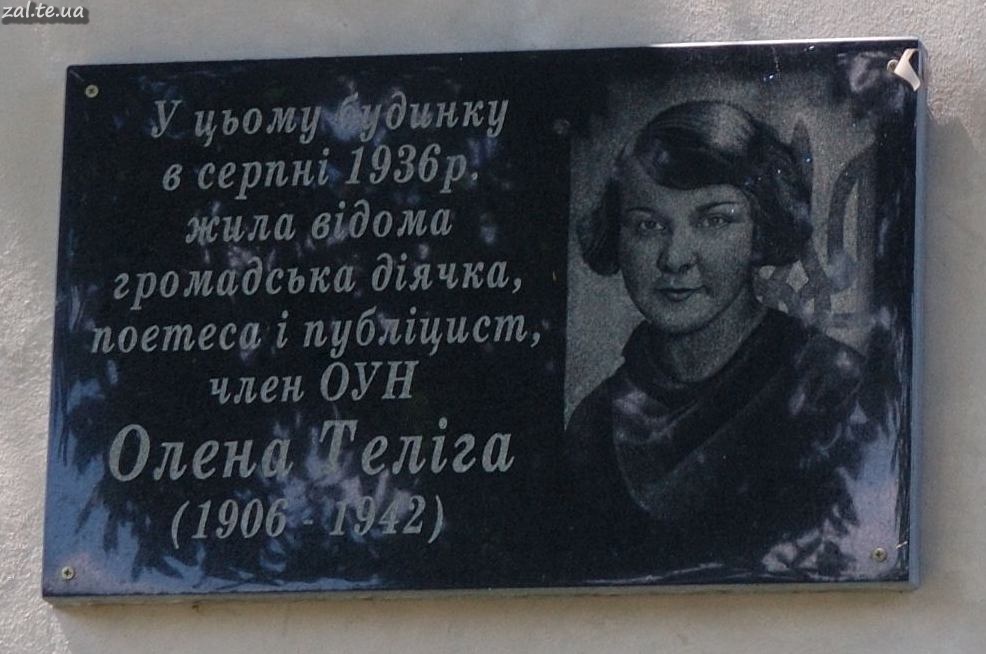 zal.te.ua
У цьому будинку
в серпні 1936р.
жила відома
громадська діячка,
поетеса і публіцист,
член ОУН
Олена Теліга
(1906 - 1942)